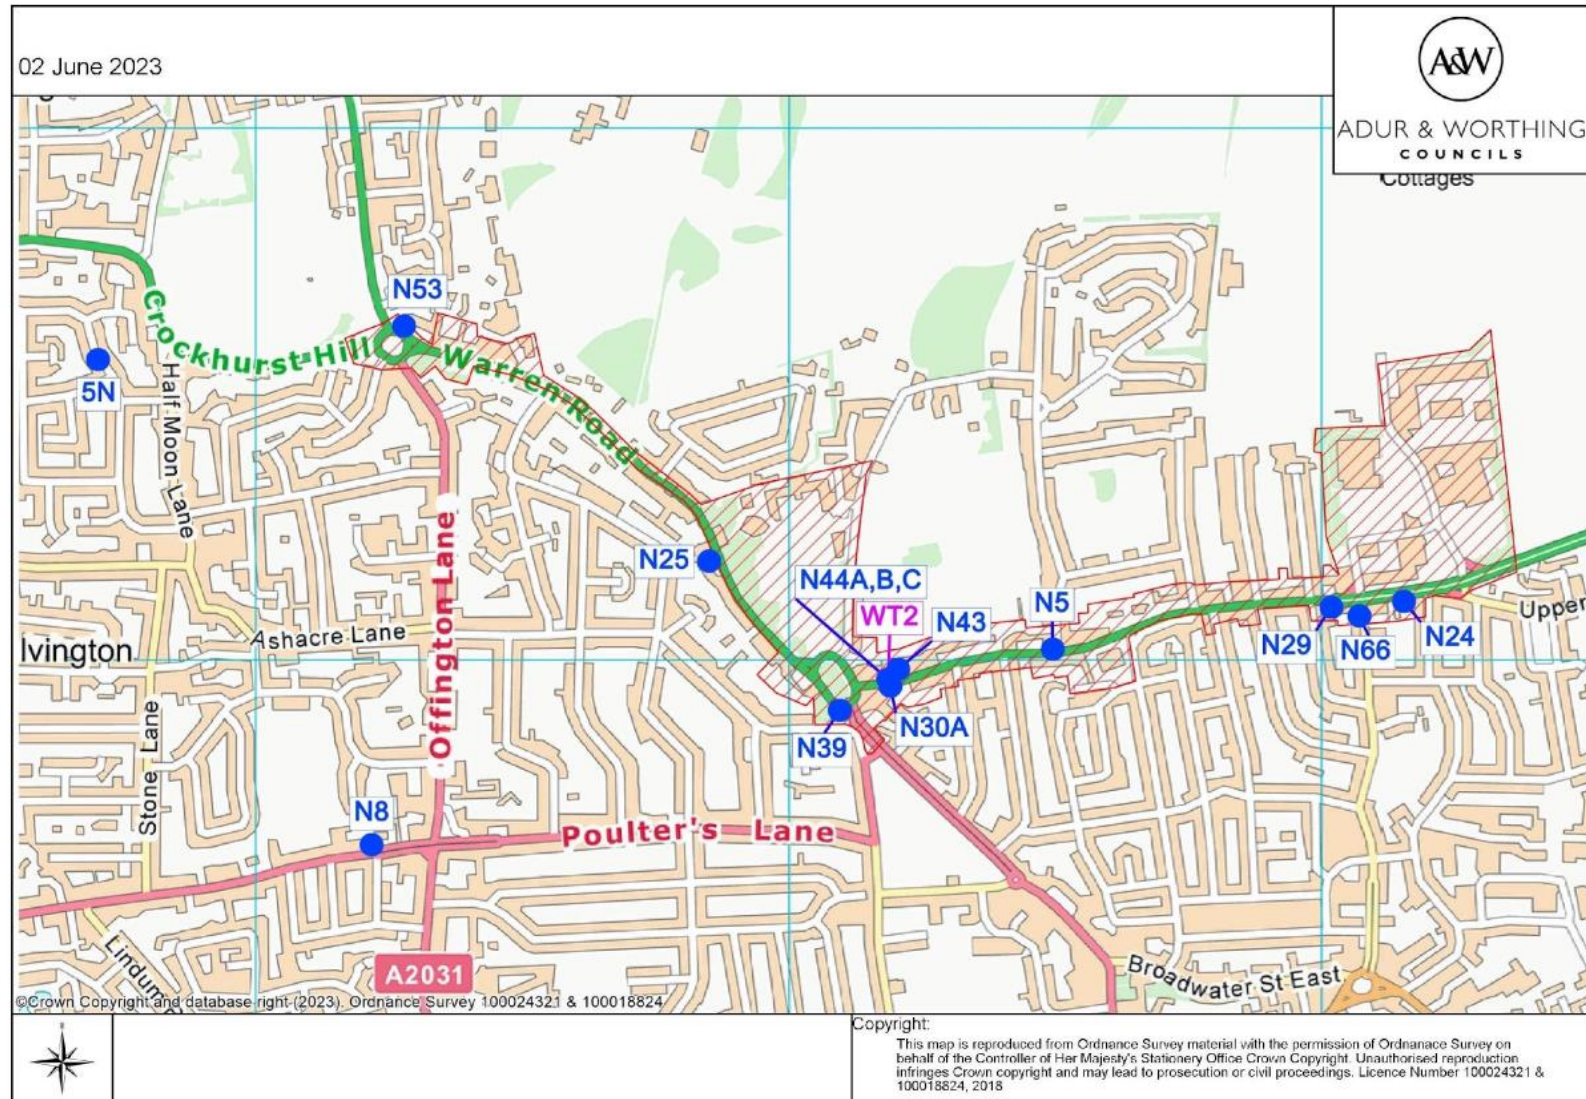 02 June 2023
A&W
ADUR & WORTHING
COUNCILS
Cottages
N53
Crockhurst Hill
Warren Road
5N
Half Moon Lane
N25
N44A,B,C
WT2
N43
N5
N29
N66
N24
Upper
lvington
Ashacre Lane
Offington Lane
Stone Lane
N39
N30A
N8
Poulter's Lane
A2031
Lindum
Broadwater St East
©Crown Copyright and database right (2023). Ordnance Survey 100024321 & 100018824
Copyright:
This map is reproduced from Ordnance Survey material with the permission of Ordnanace Survey on
behalf of the Controller of Her Majesty's Stationery Office Crown Copyright. Unauthorised reproduction
infringes Crown copyright and may lead to prosecution or civil proceedings. Licence Number 100024321 &
100018824, 2018